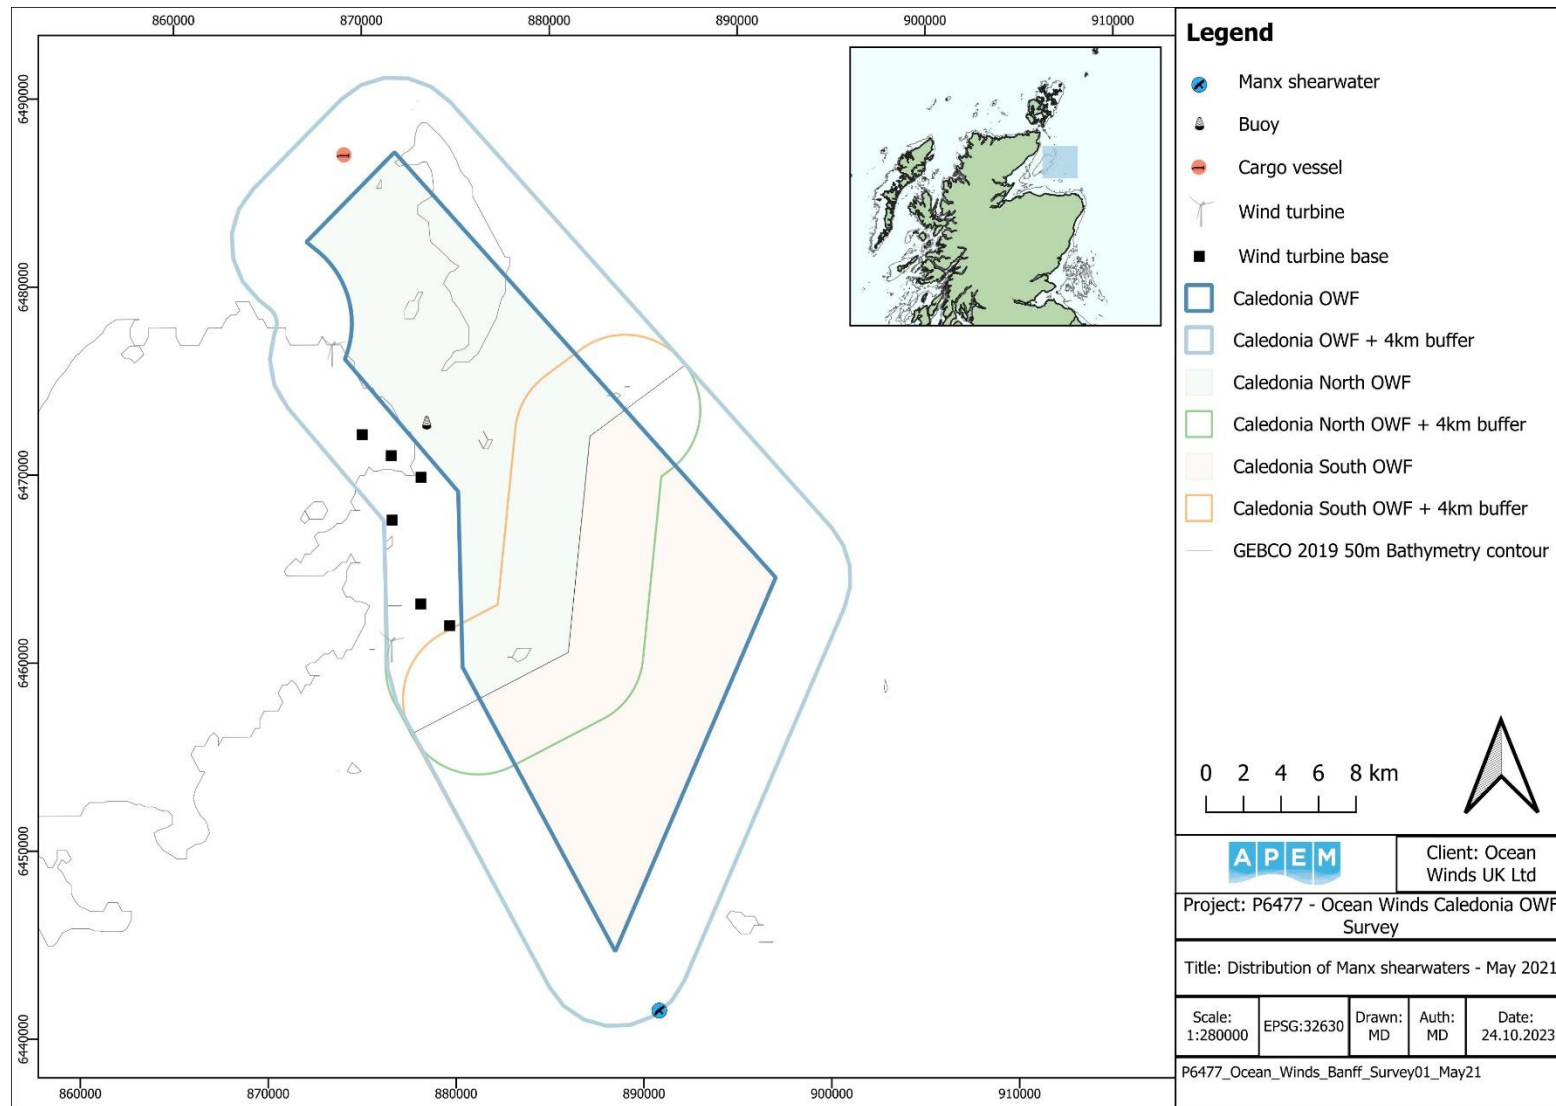 860000 870000 880000 890000 900000 910000
6490000
6480000
6470000
6460000
6450000
6440000
860000 870000 880000 890000 900000 910000
Legend
Manx shearwater
Buoy
Cargo vessel
Wind turbine
Wind turbine base
Caledonia OWF
Caledonia OWF + 4km buffer
Caledonia North OWF
Caledonia North OWF + 4km buffer
Caledonia South OWF
Caledonia South OWF + 4km buffer
GEBCO 2019 50m Bathymetry contour
0 2 4 6 8 km
APEM
Client: Ocean
Winds UK Ltd
Project: P6477 - Ocean Winds Caledonia OWF
Survey
Title: Distribution of Manx shearwaters - May 2021
Scale:
1:280000
EPSG:32630
Drawn:
MD
Auth:
MD
Date:
24.10.2023
P6477_Ocean_Winds_Banff_Survey01_May21